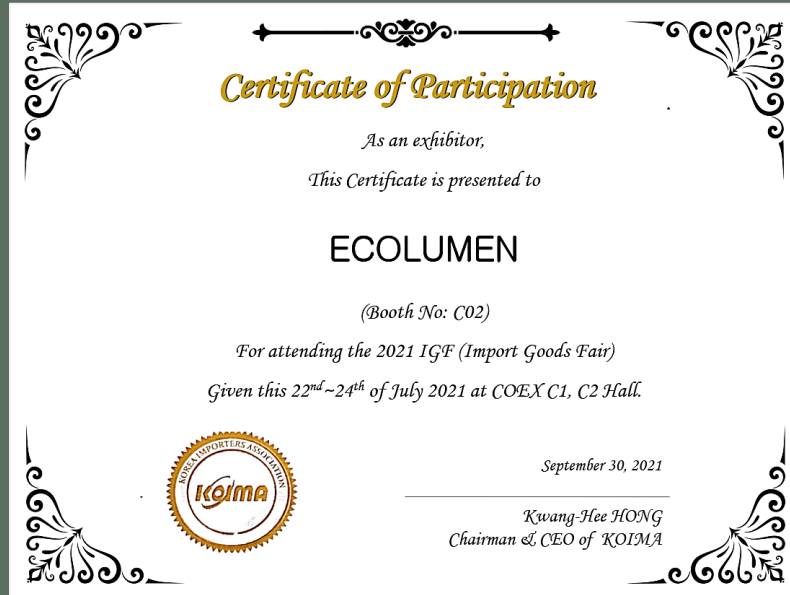 Certificate of Participation
As an exhibitor,
This Certificate is presented to
ECOLUMEN
(Booth No: C02)
For attending the 2021 IGF (Import Goods Fair)
Given this 22nd~24th of July 2021 at COEX C1, C2 Hall.
KOREA IMPORTERS ASSOCIATION
KOIMA
September 30, 2021
Kwang-Hee HONG
Chairman & CEO of KOIMA